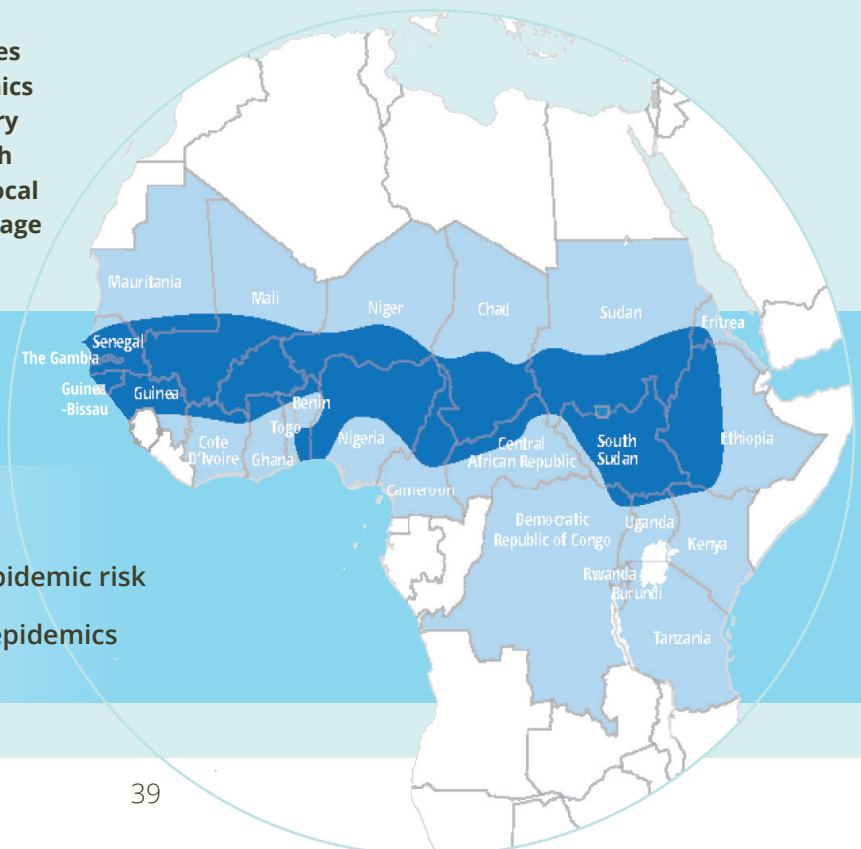 es
ics
ry
h
ocal
age
Mauritania
Mali
Niger
Chad
Sudan
Eritrea
Senegal
The Gambia
Guinea
-Bissau
Guinea
Benin
Togo
Cote
D'Ivoire
Ghana
Nigeria
Central
African Republic
South
Sudan
Ethiopia
Cameroon
Democratic
Republic of Congo
Uganda
Kenya
Rwanda
Burundi
Tanzania
pidemic risk
epidemics
39